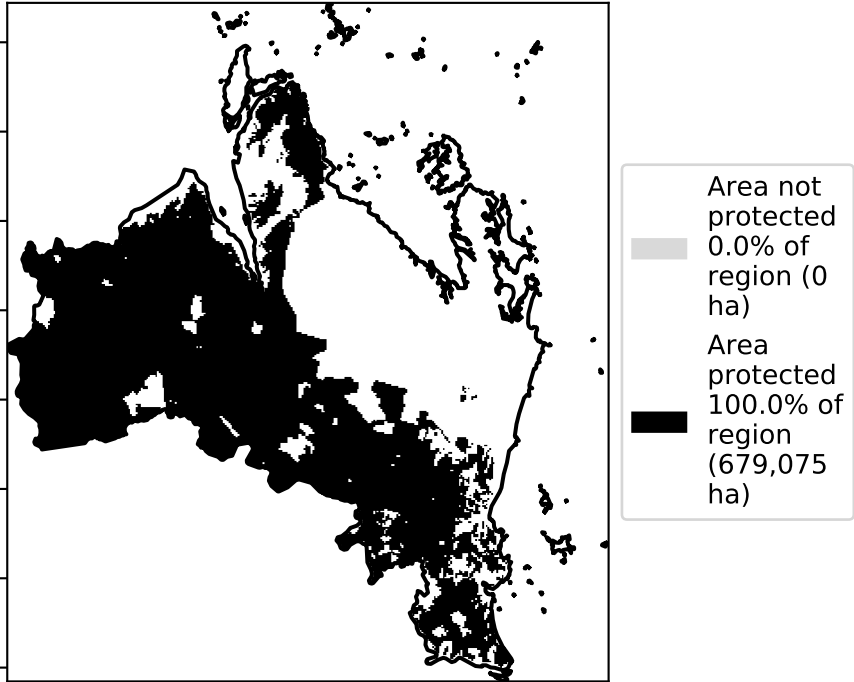 Area not
protected
0.0% of
region (0
ha)
Area
protected
100.0% of
region
(679,075
ha)